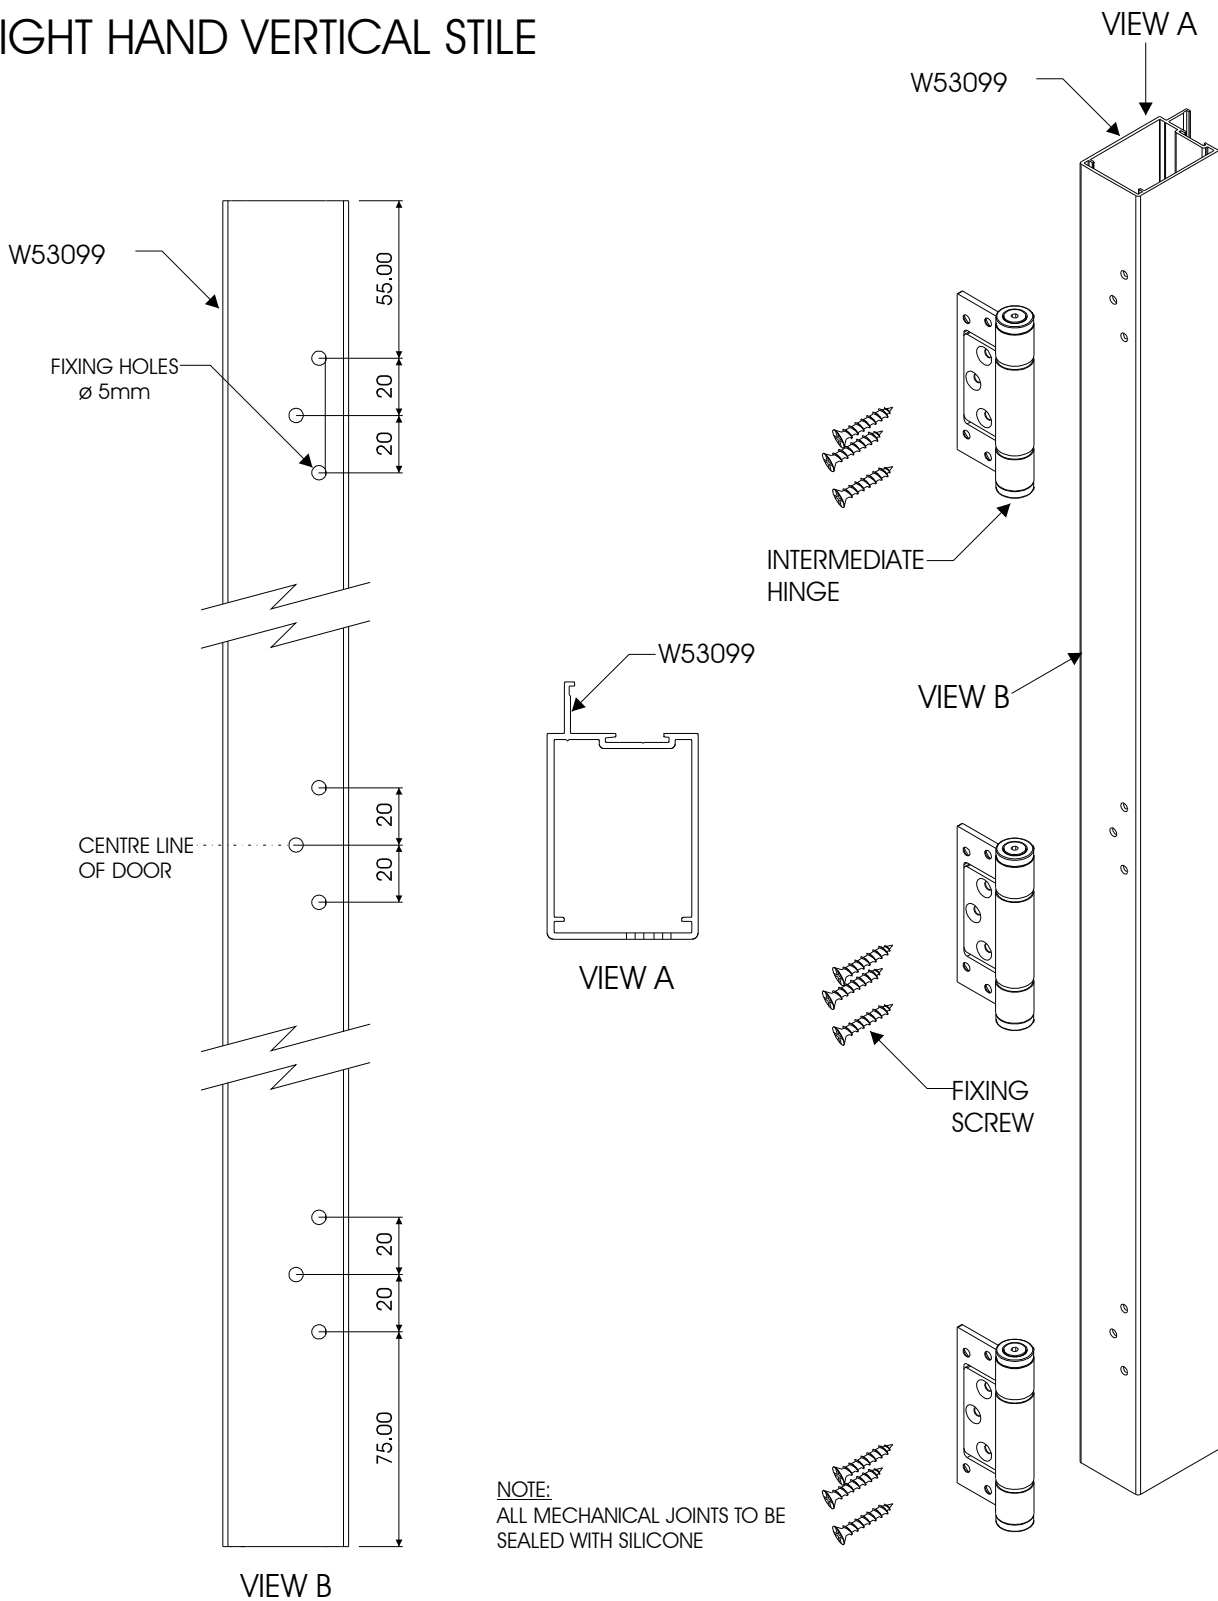 IGHT HAND VERTICAL STILE
VIEW A
W53099
W53099
55.00
FIXING HOLES
ø 5mm
20
20
INTERMEDIATE
HINGE
W53099
VIEW B
20
CENTRE LINE
OF DOOR
20
VIEW A
FIXING
SCREW
20
20
75.00
NOTE:
ALL MECHANICAL JOINTS TO BE
SEALED WITH SILICONE
VIEW B